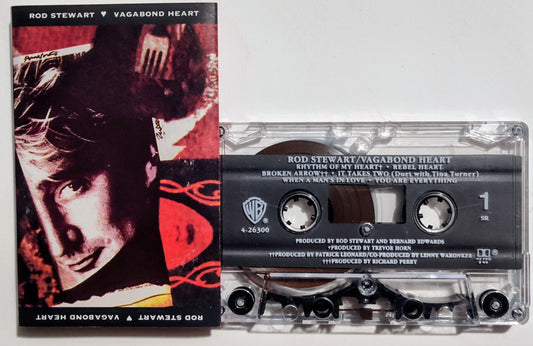 ROD STEWART ♥ VAGABOND HEART
ROD STEWART ♥ VAGABOND HEART
ROD STEWART/VAGABOND HEART
RHYTHM OF MY HEART† • REBEL HEART
BROKEN ARROW†† • IT TAKES TWO (Duet with Tina Turner)
WHEN A MAN'S IN LOVE • YOU ARE EVERYTHING
1
SR
WB
4-26300
PRODUCED BY ROD STEWART AND BERNARD EDWARDS
†PRODUCED BY TREVOR HORN
††PRODUCED BY PATRICK LEONARD/CO-PRODUCED BY LENNY WARONKER
†††PRODUCED BY RICHARD PERRY